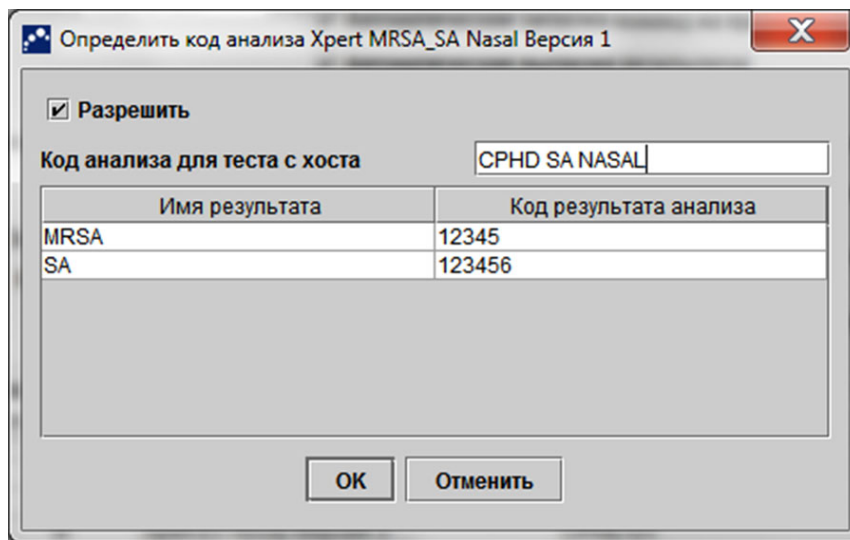 Определить код анализа Xpert MRSA_SA Nasal Версия 1
Разрешить
Код анализа для теста с хоста CPHD SA NASAL
Имя результата Код результата анализа
MRSA 12345
SA 123456
OK Отменить